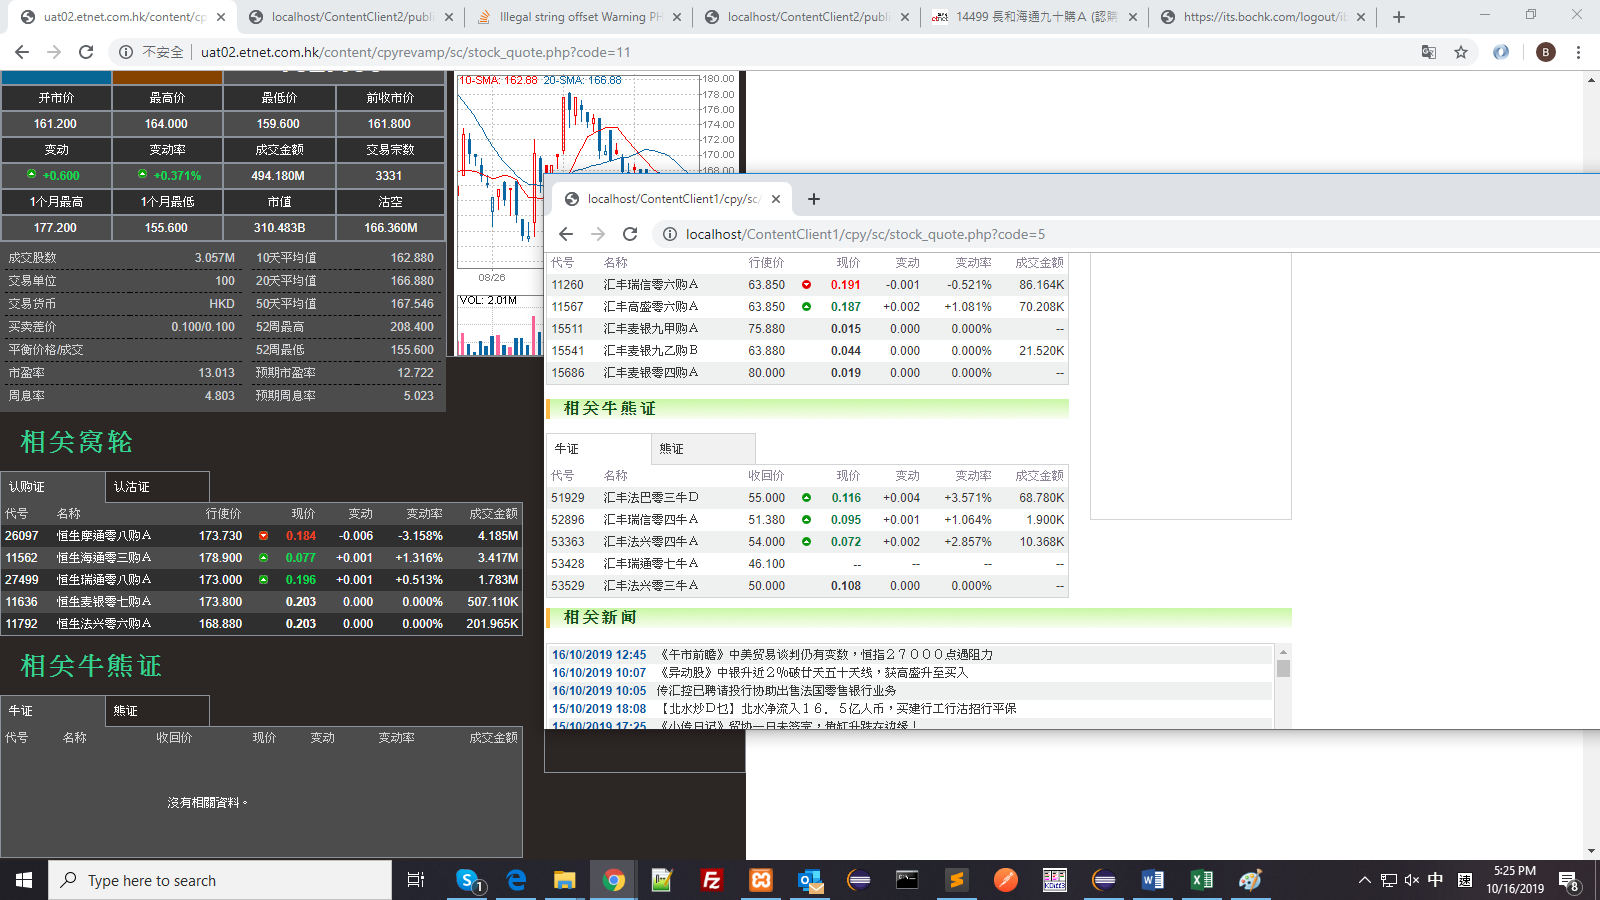 uat02.etnet.com.hk/content/cp
localhost/ContentClient2/publi
Illegal string offset Warning PH
localhost/ContentClient2/publi
14499 長和海通九十購A (認購
https://its.bochk.com/logout/ib
不安全
uat02.etnet.com.hk/content/cpyrevamp/sc/stock_quote.php?code=11
B
开市价 最高价 最低价 前收市价
161.200 164.000 159.600 161.800
变动 变动率 成交金额 交易宗数
+0.600 +0.371% 494.180M 3331
1个月最高 1个月最低 市值 沽空
177.200 155.600 310.483B 166.360M
成交股数 3.057M 10天平均值 162.880
交易单位 100 20天平均值 166.880
交易货币 HKD 50天平均值 167.546
买卖差价 0.100/0.100 52周最高 208.400
平衡价格/成交 52周最低 155.600
市盈率 13.013 预期市盈率 12.722
周息率 4.803 预期周息率 5.023
10-SMA: 162.88 20-SMA: 166.88
180.00
178.00
176.00
174.00
172.00
170.00
168.00
08/26
VOL: 2.01M
相关窝轮
认购证 认沽证
代号 名称 行使价 现价 变动 变动率 成交金额
26097 恒生摩通零八购A 173.730 0.184 -0.006 -3.158% 4.185M
11562 恒生海通零三购A 178.900 0.077 +0.001 +1.316% 3.417M
27499 恒生瑞通零八购A 173.000 0.196 +0.001 +0.513% 1.783M
11636 恒生麦银零七购A 173.800 0.203 0.000 0.000% 507.110K
11792 恒生法兴零六购A 168.880 0.203 0.000 0.000% 201.965K
相关牛熊证
牛证 熊证
代号 名称 收回价 现价 变动 变动率 成交金额
沒有相關資料。
localhost/ContentClient1/cpy/sc/
localhost/ContentClient1/cpy/sc/stock_quote.php?code=5
代号 名称 行使价 现价 变动 变动率 成交金额
11260 汇丰瑞信零六购A 63.850 0.191 -0.001 -0.521% 86.164K
11567 汇丰高盛零六购A 63.850 0.187 +0.002 +1.081% 70.208K
15511 汇丰麦银九甲购A 75.880 0.015 0.000 0.000% --
15541 汇丰麦银九乙购B 63.880 0.044 0.000 0.000% 21.520K
15686 汇丰麦银零四购A 80.000 0.019 0.000 0.000% --
相关牛熊证
牛证 熊证
代号 名称 收回价 现价 变动 变动率 成交金额
51929 汇丰法巴零三牛D 55.000 0.116 +0.004 +3.571% 68.780K
52896 汇丰瑞信零四牛A 51.380 0.095 +0.001 +1.064% 1.900K
53363 汇丰法兴零四牛A 54.000 0.072 +0.002 +2.857% 10.368K
53428 汇丰瑞通零七牛A 46.100 -- -- -- --
53529 汇丰法兴零三牛A 50.000 0.108 0.000 0.000% --
相关新闻
16/10/2019 12:45 《午市前瞻》中美贸易谈判仍有变数，恒指２７０００点遇阻力
16/10/2019 10:07 《异动股》中银升近２％破廿天五十天线，获高盛升至买入
16/10/2019 10:05 传汇控已聘请投行协助出售法国零售银行业务
15/10/2019 18:08 【北水炒D乜】北水净流入１６．５亿人币，买建行工行沽招行平保
15/10/2019 17:25
Type here to search
1
中
速
5:25 PM
10/16/2019
8